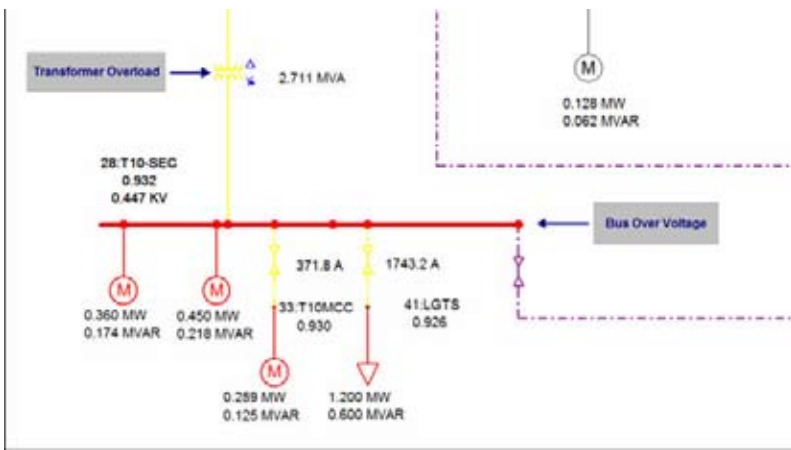 Transformer Overload
2.711 MVA
M
0.128 MW
0.062 MVAR
28:T10-SEC
0.932
0.447 KV
Bus Over Voltage
371.8 A
1743.2 A
M
M
0.360 MW
0.174 MVAR
0.450 MW
0.218 MVAR
33:T10MCC
0.930
41:LGTS
0.926
M
0.289 MW
0.125 MVAR
1.200 MW
0.600 MVAR